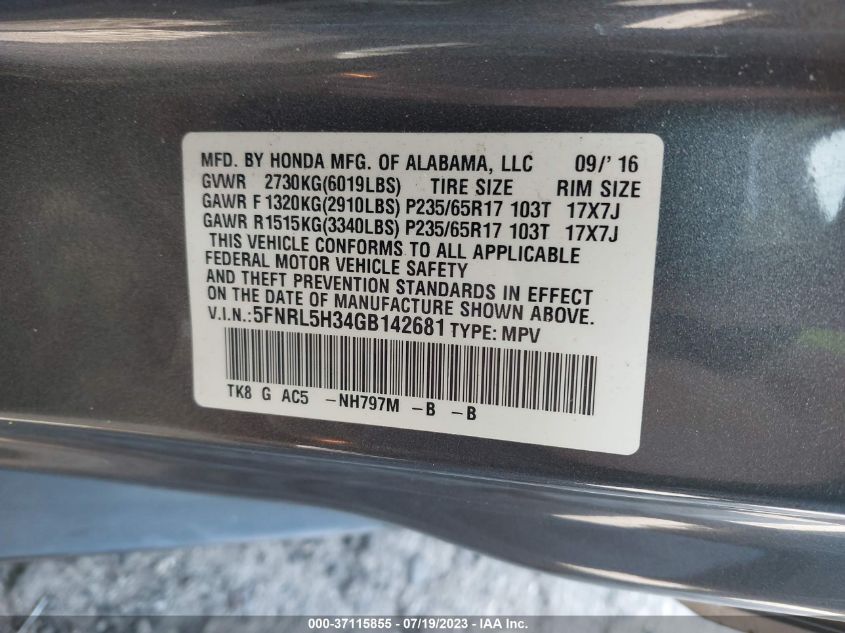 MFD. BY HONDA MFG. OF ALABAMA, LLC 09/' 16
GVWR 2730KG(6019LBS) TIRE SIZE RIM SIZE
GAWR F 1320KG(2910LBS) P235/65R17 103T 17X7J
GAWR R1515KG(3340LBS) P235/65R17 103T 17X7J
THIS VEHICLE CONFORMS TO ALL APPLICABLE
FEDERAL MOTOR VEHICLE SAFETY
AND THEFT PREVENTION STANDARDS IN EFFECT
ON THE DATE OF MANUFACTURE SHOWN ABOVE.
V.I.N.:5FNRL5H34GB142681 TYPE: MPV
TK8 G AC5 -NH797M -B -B
000-37115855 - 07/19/2023 - IAAI.COM